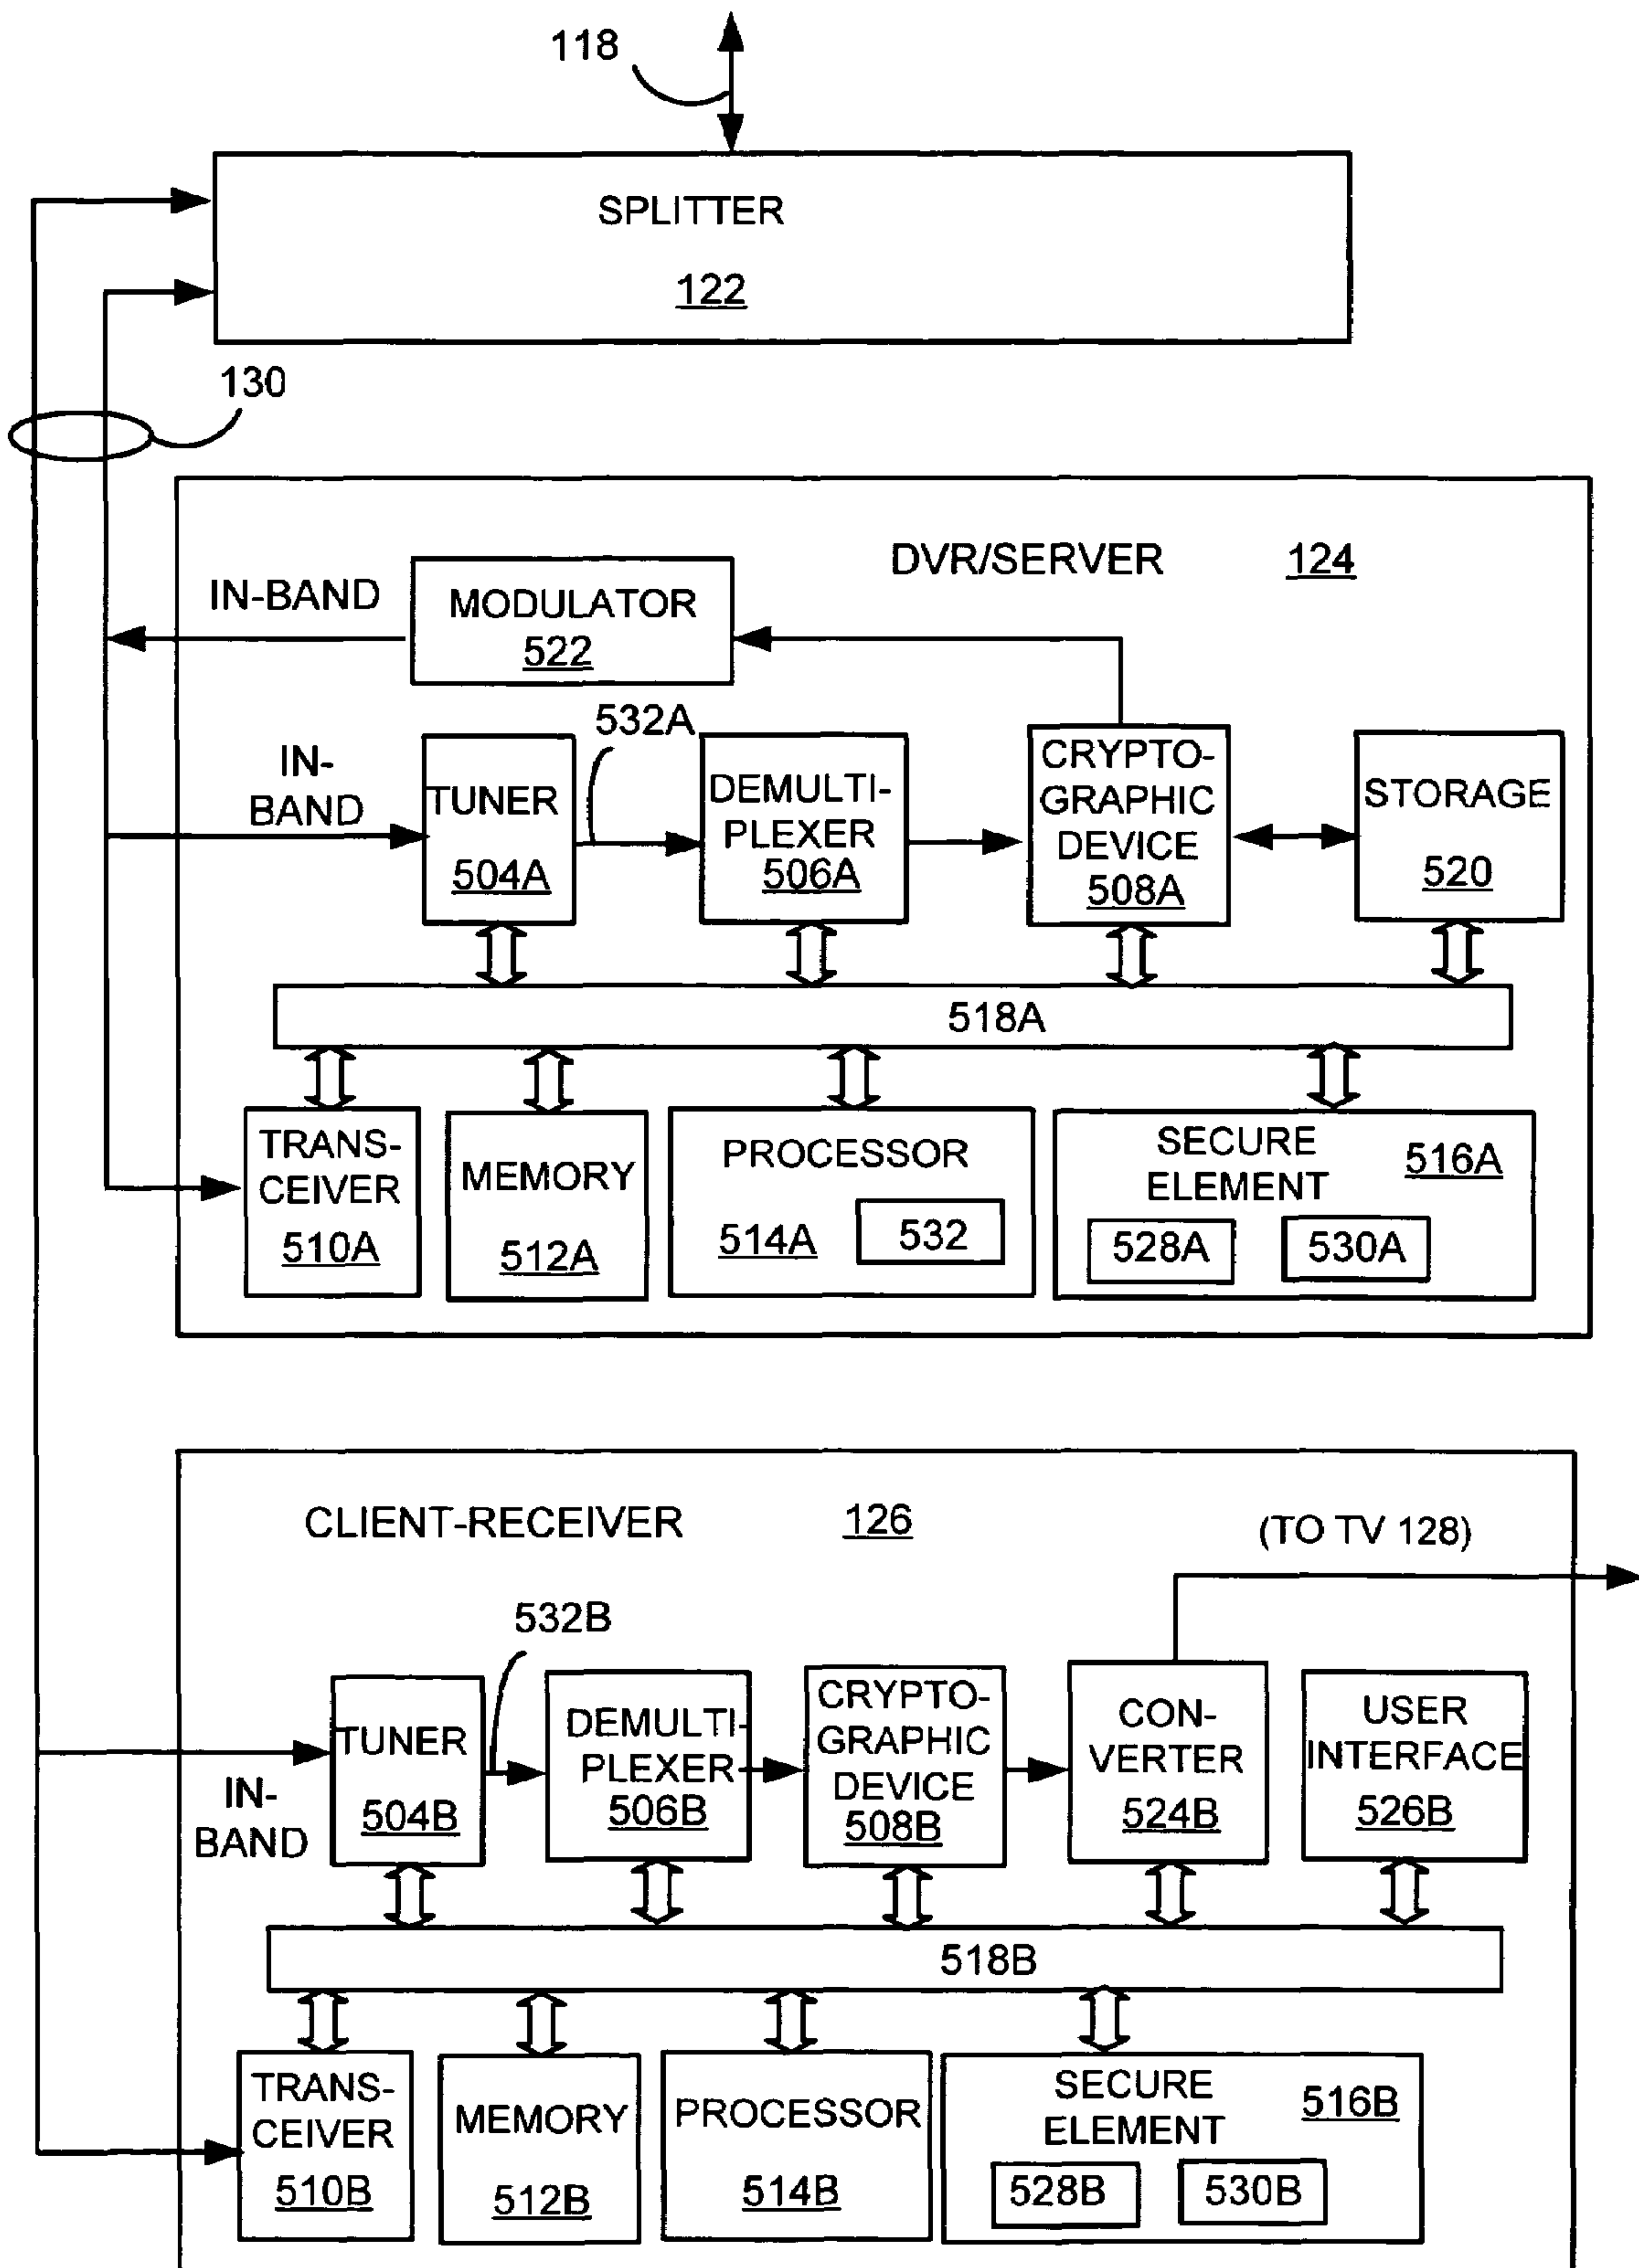 118
SPLITTER
122
130
DVR/SERVER 124
IN-BAND
MODULATOR
522
532A
IN-
BAND
TUNER
504A
DEMULTI-
PLEXER
506A
CRYPTO-
GRAPHIC
DEVICE
508A
STORAGE
520
518A
TRANS-
CEIVER
510A
MEMORY
512A
PROCESSOR
514A
532
SECURE
ELEMENT
516A
528A
530A
CLIENT-RECEIVER 126
(TO TV 128)
532B
IN-
BAND
TUNER
504B
DEMULTI-
PLEXER
506B
CRYPTO-
GRAPHIC
DEVICE
508B
CON-
VERTER
524B
USER
INTERFACE
526B
518B
TRANS-
CEIVER
510B
MEMORY
512B
PROCESSOR
514B
SECURE
ELEMENT
516B
528B
530B